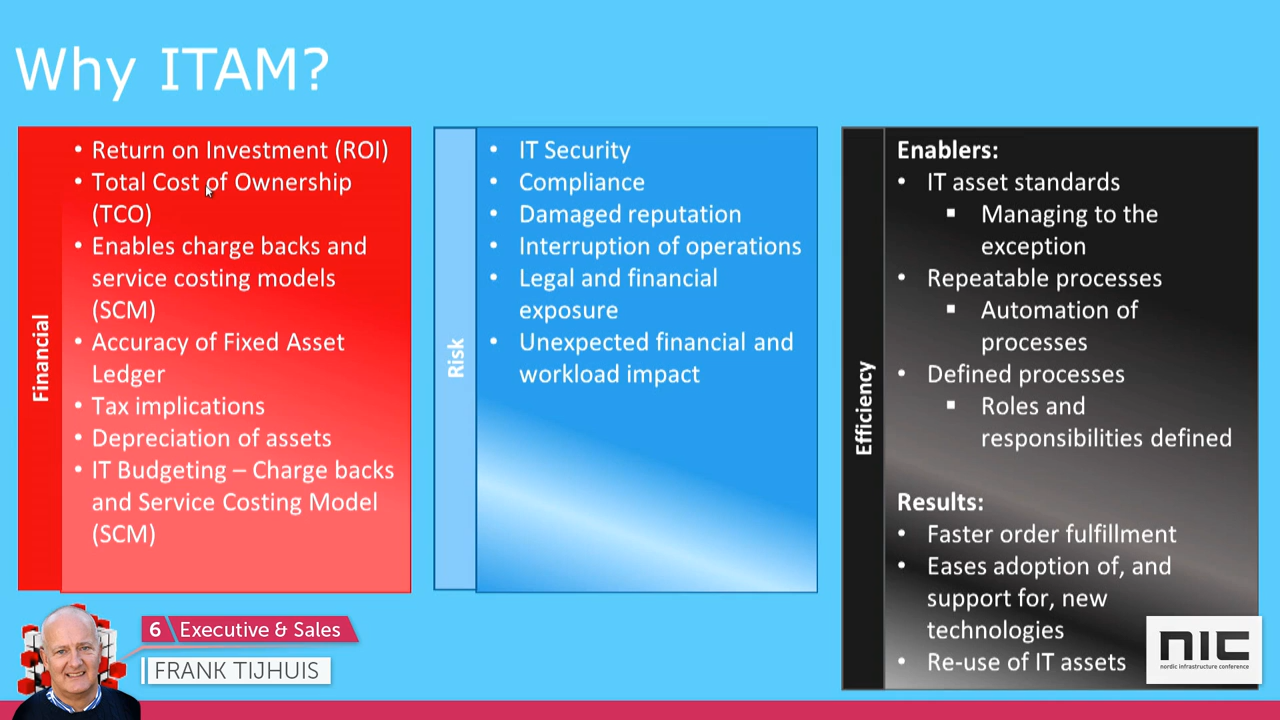 Why ITAM?
Financial
• Return on Investment (ROI)
• Total Cost of Ownership
(TCO)
• Enables charge backs and
service costing models
(SCM)
• Accuracy of Fixed Asset
Ledger
• Tax implications
• Depreciation of assets
• IT Budgeting – Charge backs
and Service Costing Model
(SCM)
Risk
• IT Security
• Compliance
• Damaged reputation
• Interruption of operations
• Legal and financial
exposure
• Unexpected financial and
workload impact
Efficiency
Enablers:
• IT asset standards
▪ Managing to the
exception
• Repeatable processes
▪ Automation of
processes
• Defined processes
▪ Roles and
responsibilities defined
Results:
• Faster order fulfillment
• Eases adoption of, and
support for, new
technologies
• Re-use of IT assets
6 Executive & Sales
FRANK TIJHUIS
NIC
nordic infrastructure conference